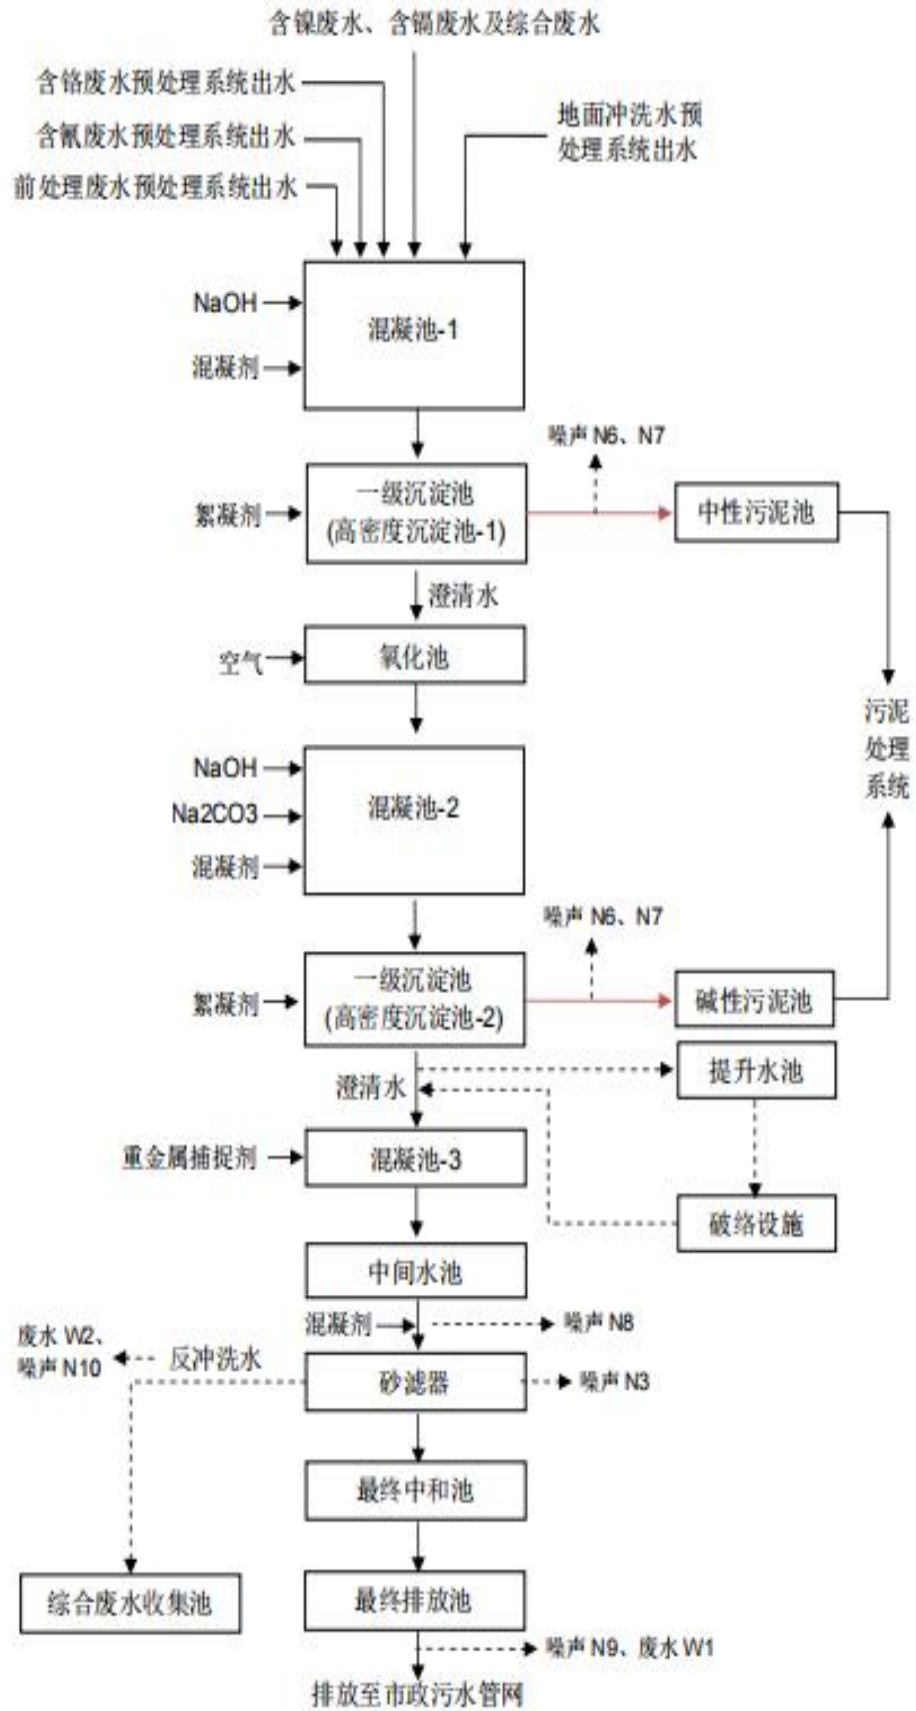 含镍废水、含镉废水及综合废水
含铬废水预处理系统出水
含氰废水预处理系统出水
前处理废水预处理系统出水
地面冲洗水预
处理系统出水
NaOH
混凝剂
混凝池-1
噪声 N6、N7
絮凝剂
一级沉淀池
(高密度沉淀池-1)
中性污泥池
澄清水
空气
氧化池
污泥
处理
系统
NaOH
Na2CO3
混凝剂
混凝池-2
噪声 N6、N7
絮凝剂
一级沉淀池
(高密度沉淀池-2)
碱性污泥池
澄清水
提升水池
重金属捕捉剂
混凝池-3
破络设施
中间水池
混凝剂
噪声 N8
废水 W2、
噪声 N10
反冲洗水
砂滤器
噪声 N3
最终中和池
综合废水收集池
最终排放池
噪声 N9、废水 W1
排放至市政污水管网